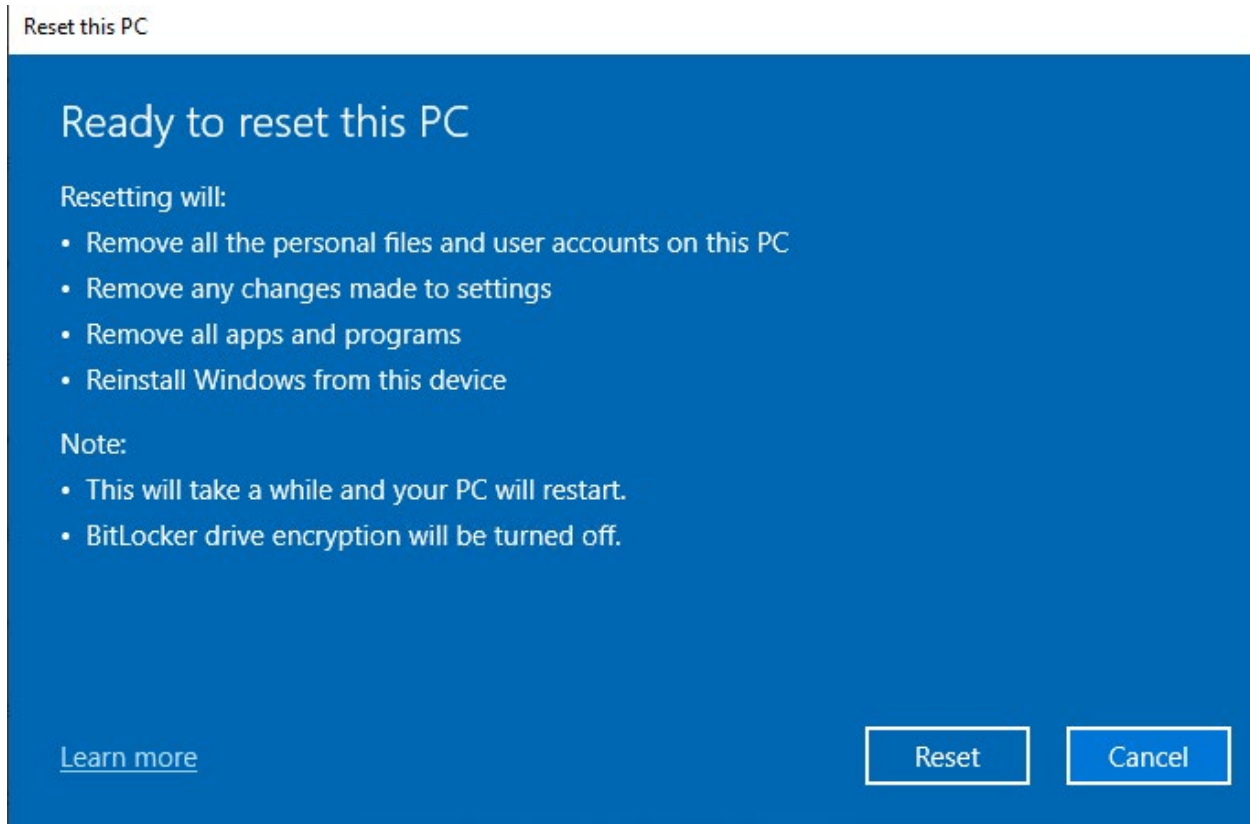 Reset this PC
Ready to reset this PC
Resetting will:
• Remove all the personal files and user accounts on this PC
• Remove any changes made to settings
• Remove all apps and programs
• Reinstall Windows from this device
Note:
• This will take a while and your PC will restart.
• BitLocker drive encryption will be turned off.
Learn more
Reset
Cancel